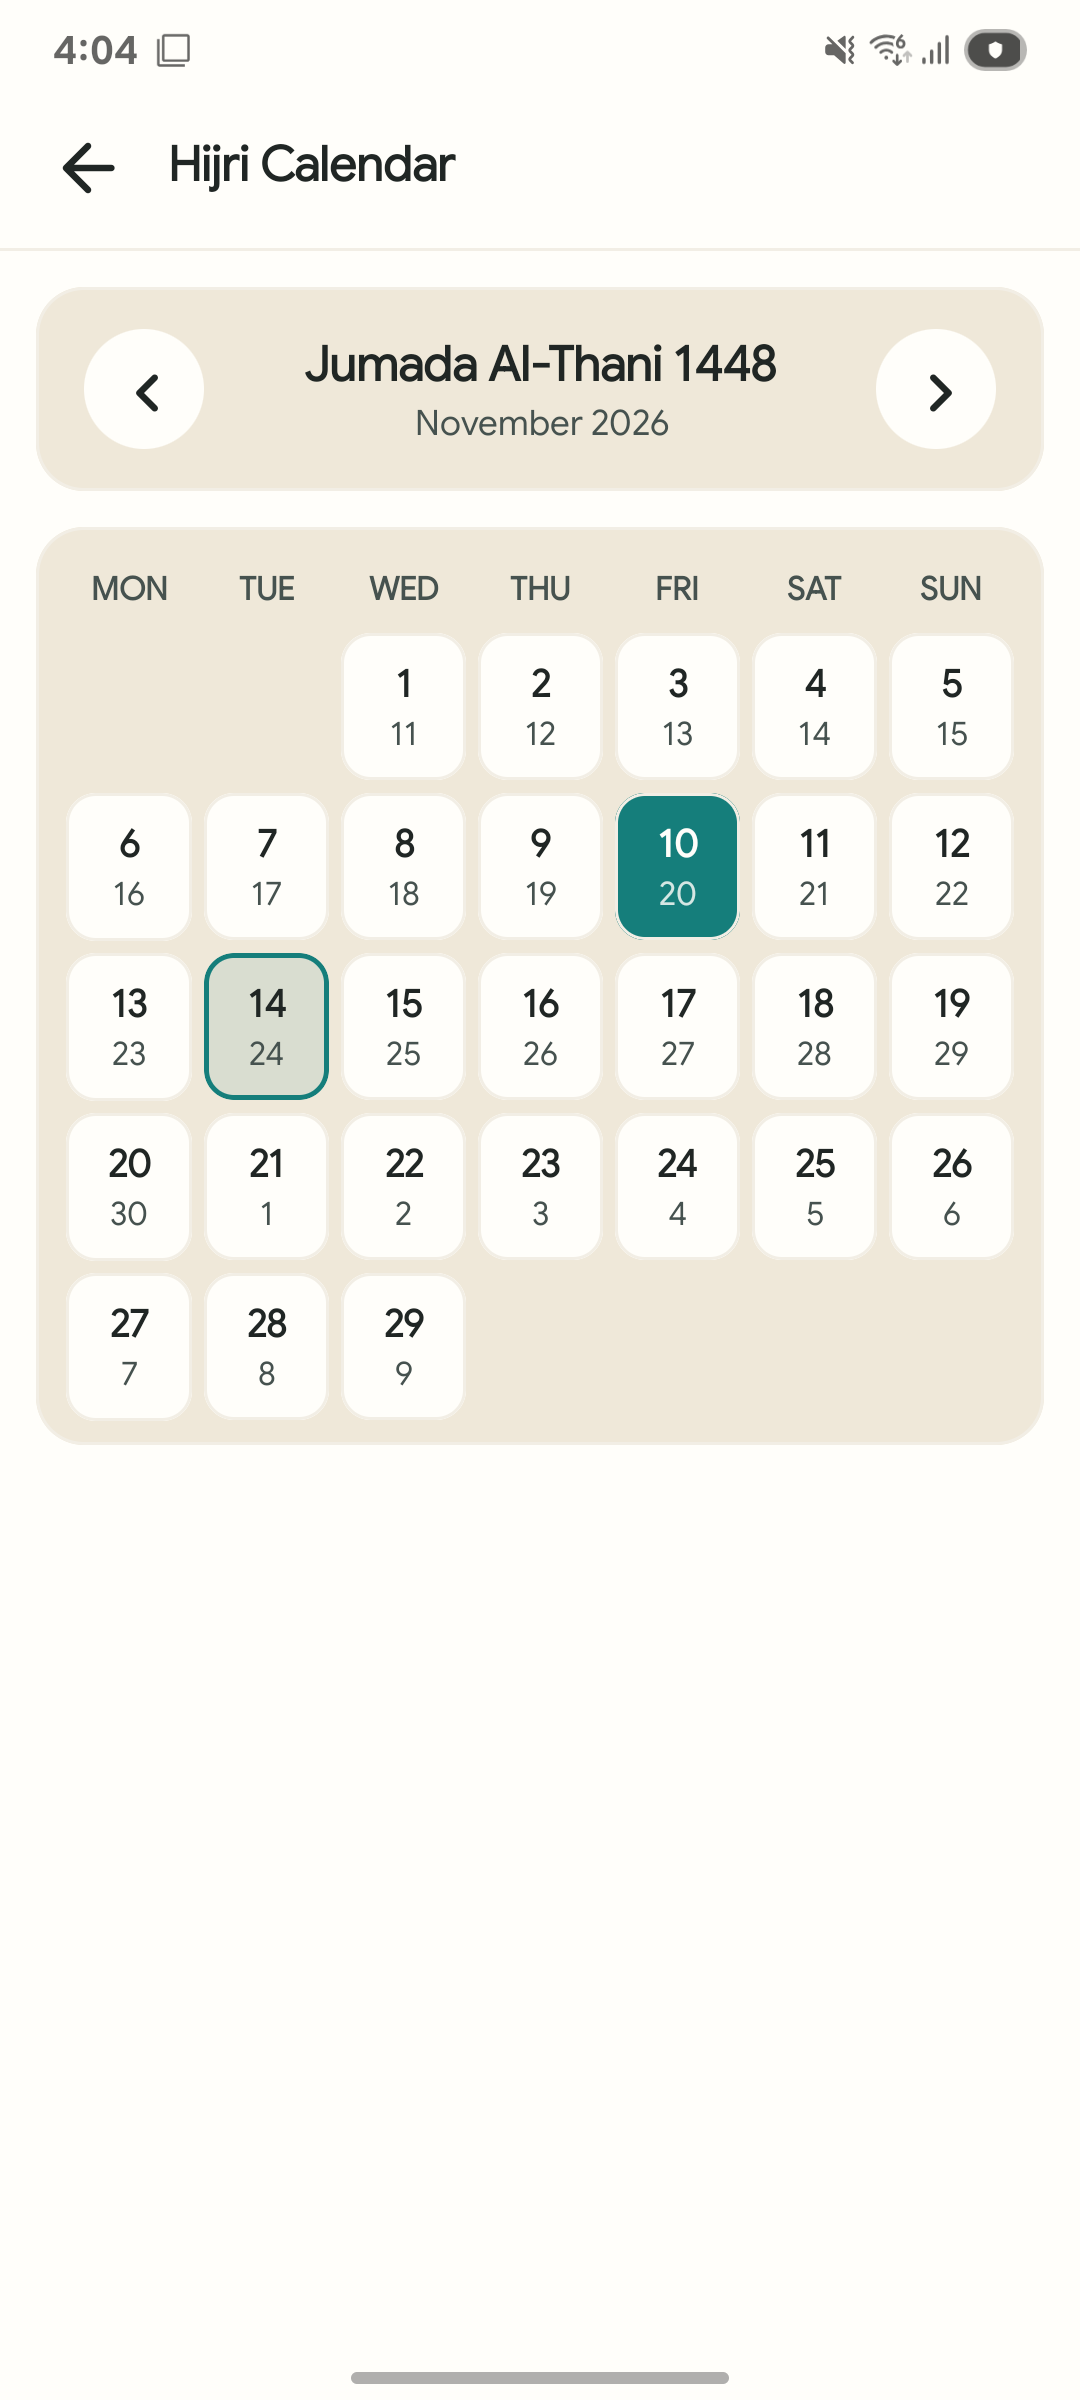 4:04
6
Hijri Calendar
Jumada Al-Thani 1448
November 2026
MON TUE WED THU FRI SAT SUN
1 2 3 4 5
11 12 13 14 15
6 7 8 9 10 11 12
16 17 18 19 20 21 22
13 14 15 16 17 18 19
23 24 25 26 27 28 29
20 21 22 23 24 25 26
30 1 2 3 4 5 6
27 28 29
7 8 9